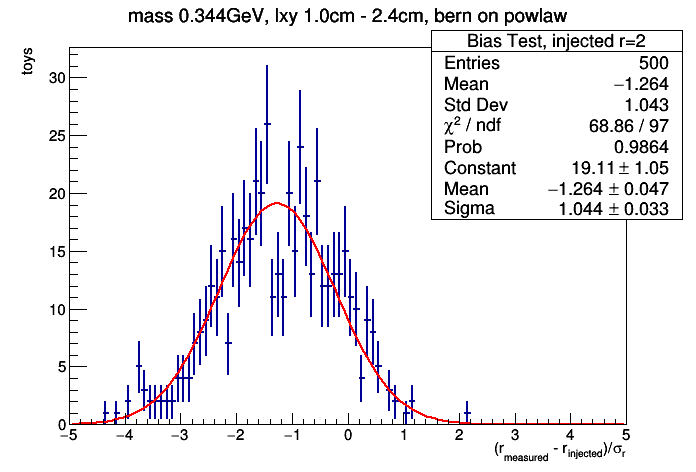 mass 0.344GeV, lxy 1.0cm - 2.4cm, bern on powlaw
Bias Test, injected r=2
Entries 500
Mean −1.264
Std Dev 1.043
χ² / ndf 68.86 / 97
Prob 0.9864
Constant 19.11 ± 1.05
Mean −1.264 ± 0.047
Sigma 1.044 ± 0.033
toys
30
25
20
15
10
5
0
−5 −4 −3 −2 −1 0 1 2 3 4 5
(r_measured - r_injected)/σ_r